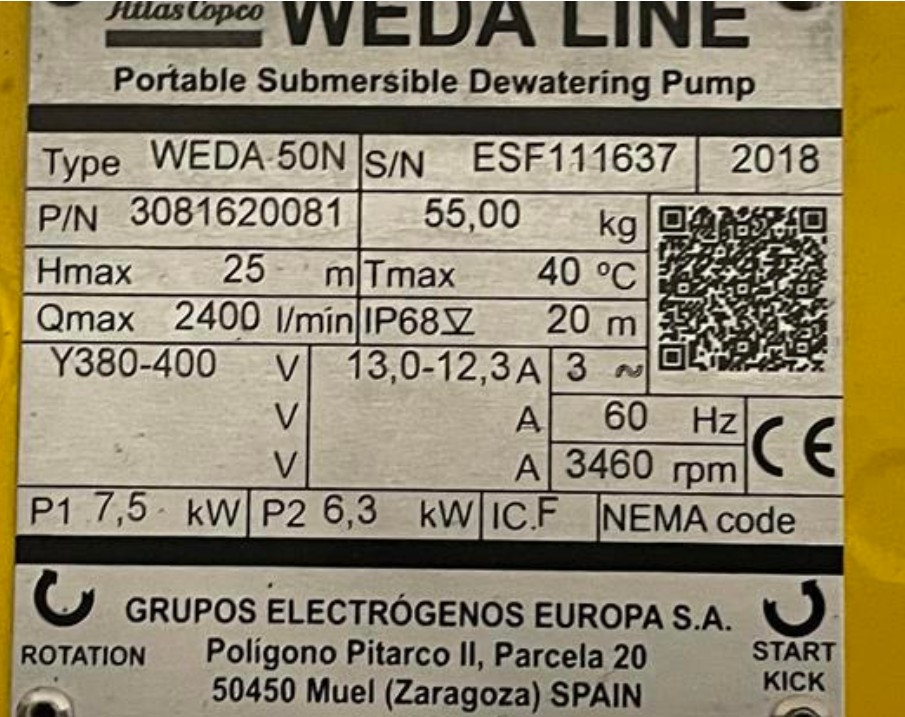 Atlas Copco WEDA LINE
Portable Submersible Dewatering Pump
Type WEDA 50N S/N ESF111637 2018
P/N 3081620081 55,00 kg
Hmax 25 m Tmax 40 ºC
Qmax 2400 l/min IP68 V 20 m
Y380-400 V 13,0-12,3 A 3 ~
V A 60 Hz
V A 3460 rpm CE
P1 7,5 kW P2 6,3 kW IC.F NEMA code
GRUPOS ELECTRÓGENOS EUROPA S.A.
ROTATION Polígono Pitarco II, Parcela 20 START
50450 Muel (Zaragoza) SPAIN KICK